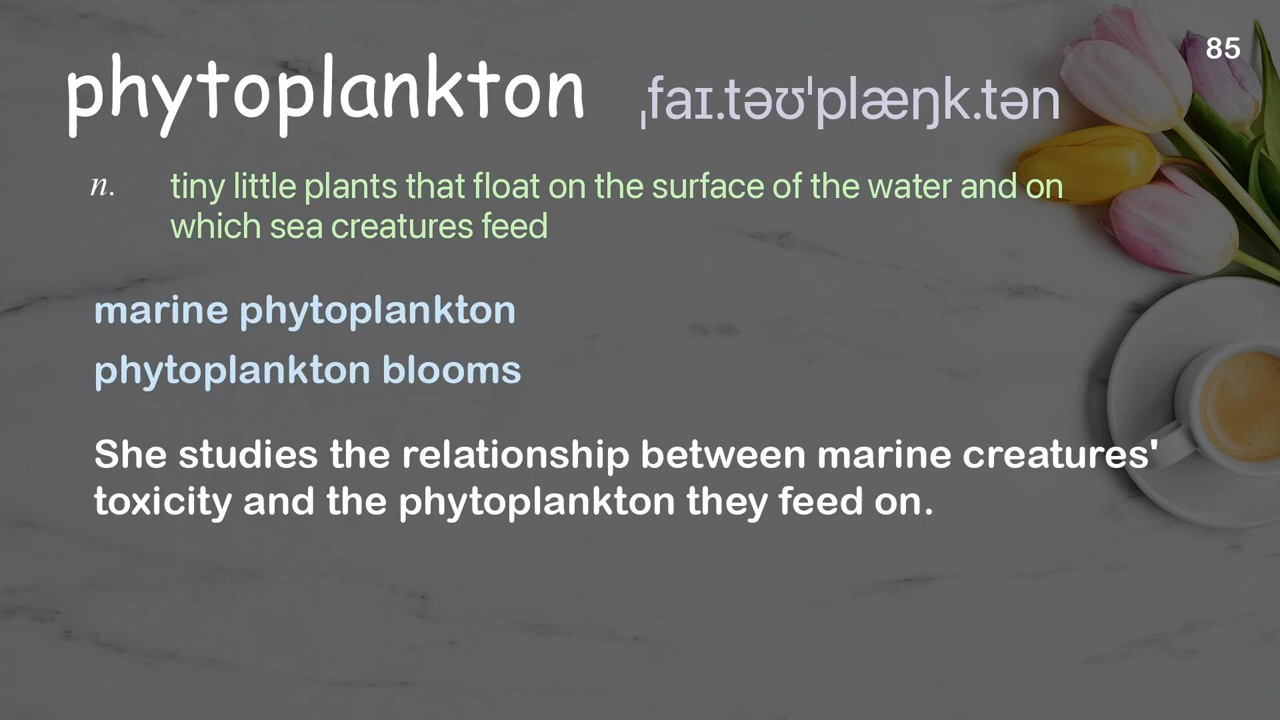 85
phytoplankton ˌfaɪ.təʊˈplæŋk.tən
n. tiny little plants that float on the surface of the water and on
which sea creatures feed
marine phytoplankton
phytoplankton blooms
She studies the relationship between marine creatures'
toxicity and the phytoplankton they feed on.